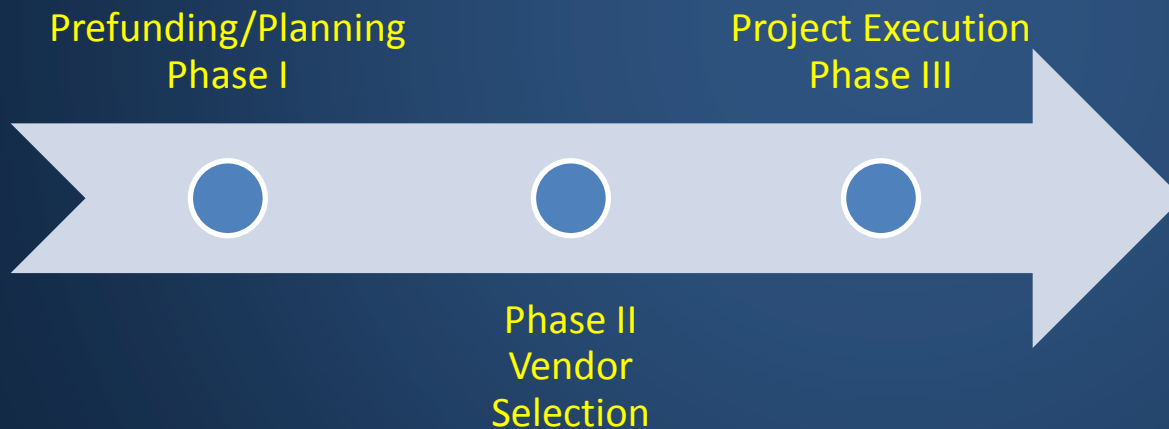 Prefunding/Planning
Phase I
Phase II
Vendor
Selection
Project Execution
Phase III